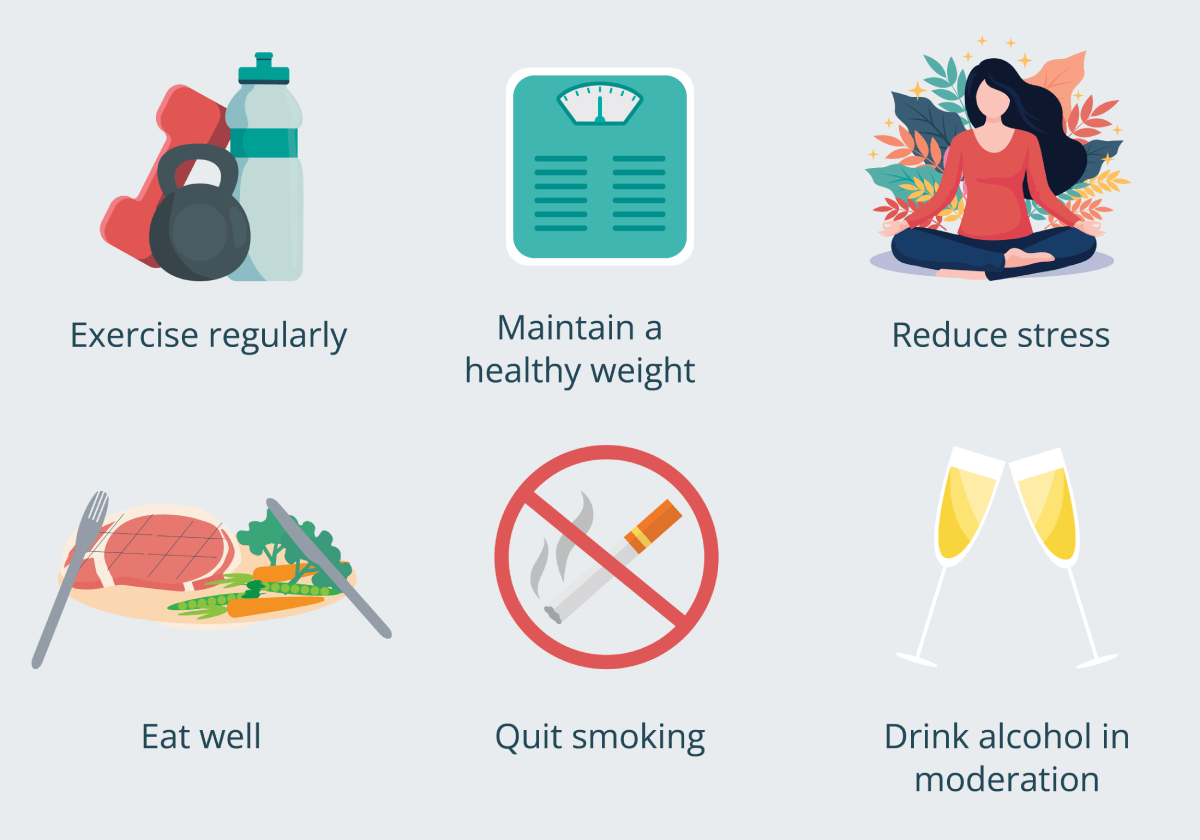 Exercise regularly
Maintain a
healthy weight
Reduce stress
Eat well
Quit smoking
Drink alcohol in
moderation